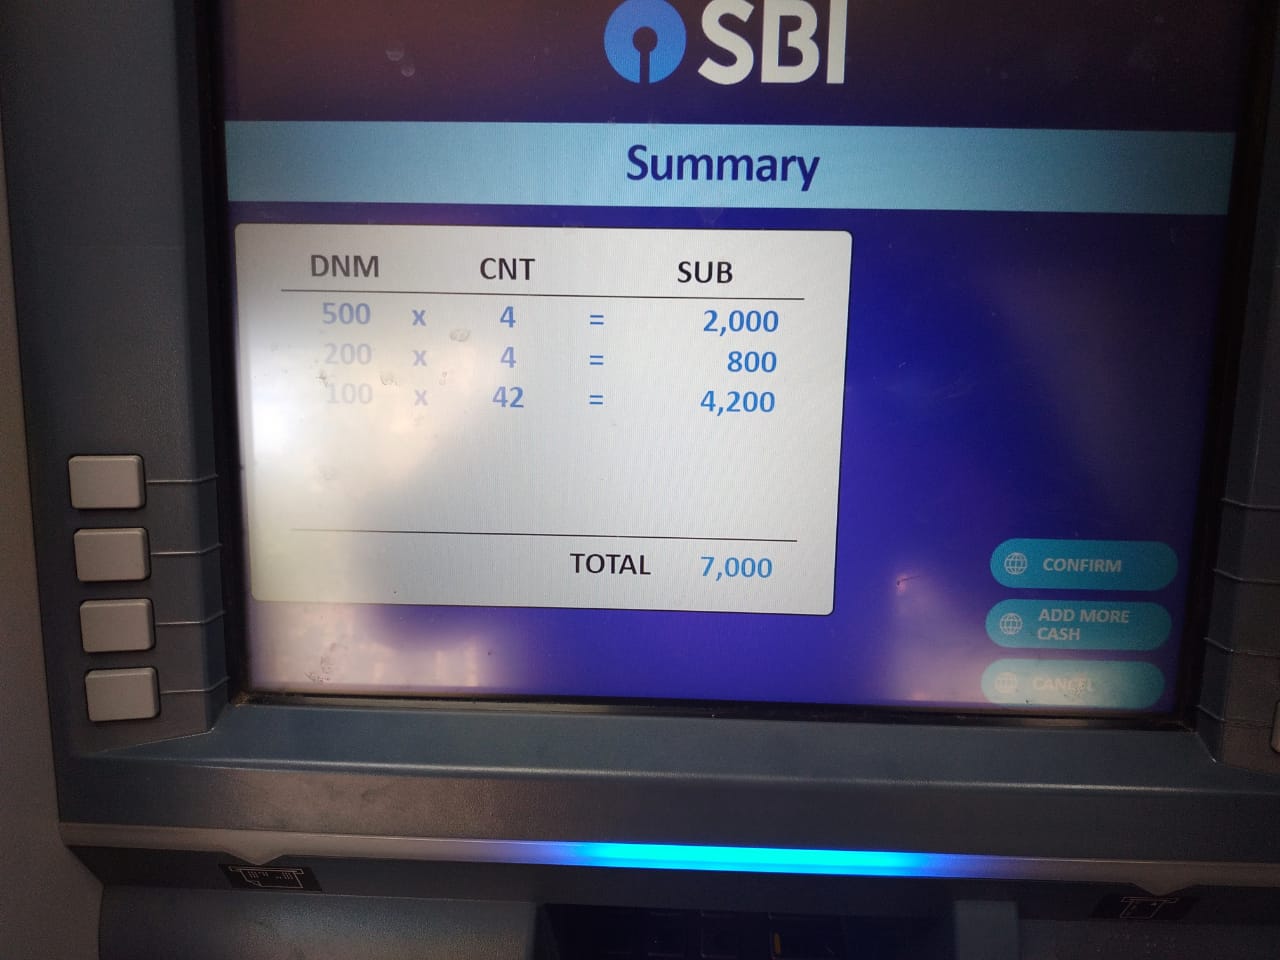 SBI
Summary
DNM CNT SUB
500 x 4 = 2,000
200 x 4 = 800
100 x 42 = 4,200
TOTAL 7,000
CONFIRM
ADD MORE
CASH
CANCEL